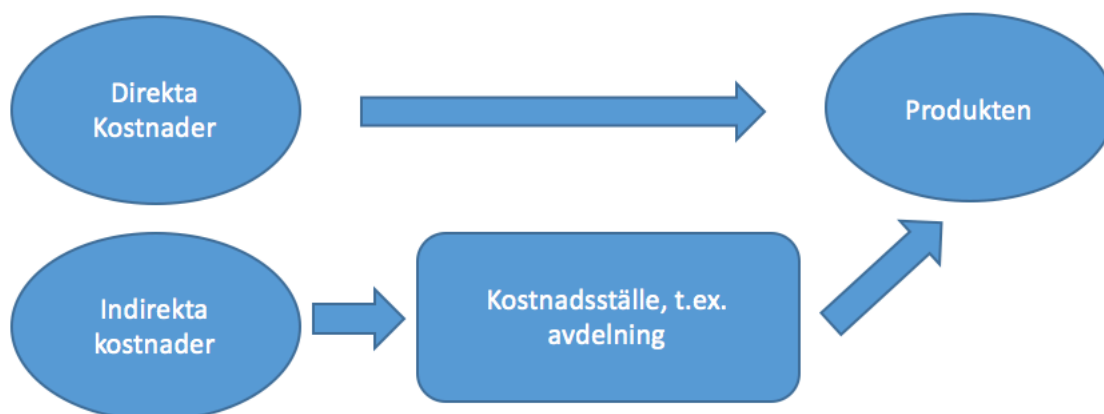 Direkta
Kostnader
Produkten
Indirekta
kostnader
Kostnadsställe, t.ex.
avdelning